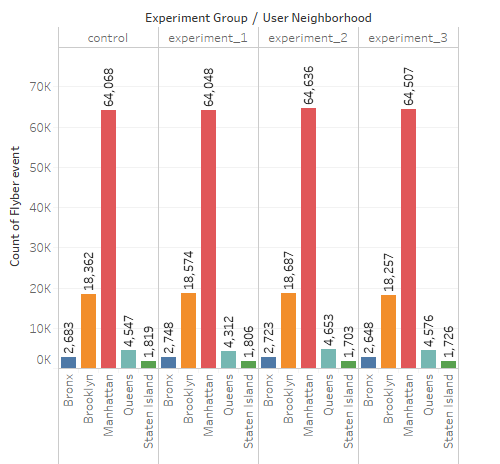 Experiment Group / User Neighborhood
control experiment_1 experiment_2 experiment_3
Count of Flyber event
70K
60K
50K
40K
30K
20K
10K
0K
2,683 18,362 64,068 4,547 1,819
2,748 18,574 64,048 4,312 1,806
2,723 18,687 64,636 4,653 1,703
2,648 18,257 64,507 4,576 1,726
Bronx Brooklyn Manhattan Queens Staten Island
Bronx Brooklyn Manhattan Queens Staten Island
Bronx Brooklyn Manhattan Queens Staten Island
Bronx Brooklyn Manhattan Queens Staten Island